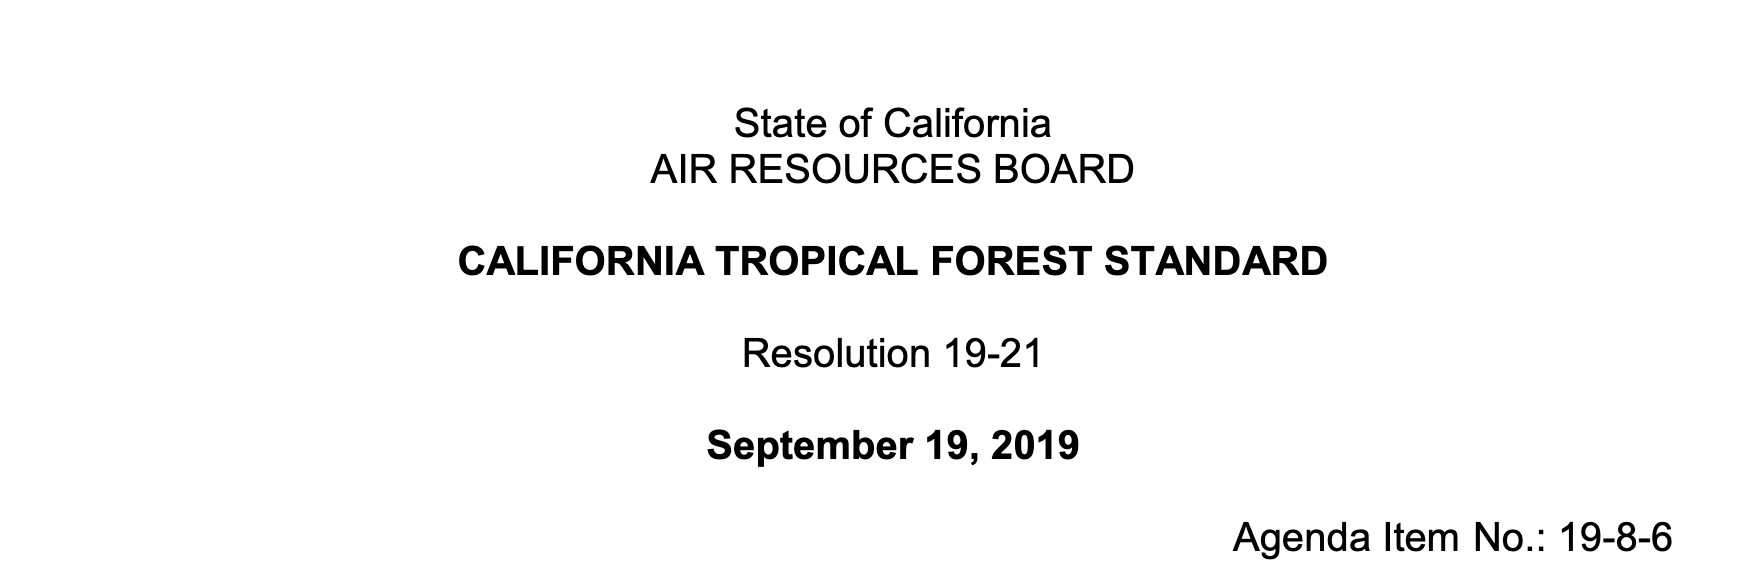 State of California
AIR RESOURCES BOARD
CALIFORNIA TROPICAL FOREST STANDARD
Resolution 19-21
September 19, 2019
Agenda Item No.: 19-8-6